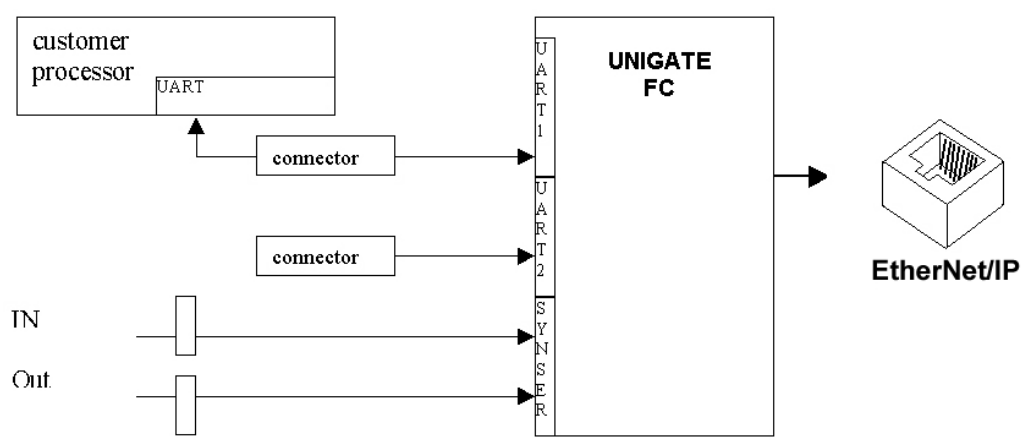 customer
processor
UART
connector
connector
IN
Out
UART1
UART2
SYNSER
UNIGATE
FC
EtherNet/IP